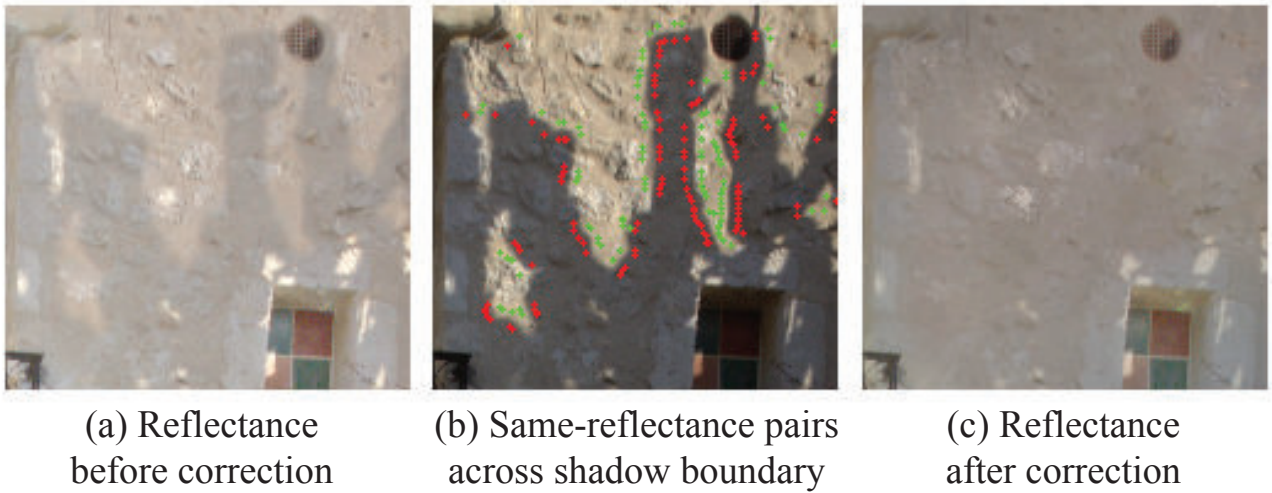 (a) Reflectance
before correction
(b) Same-reflectance pairs
across shadow boundary
(c) Reflectance
after correction